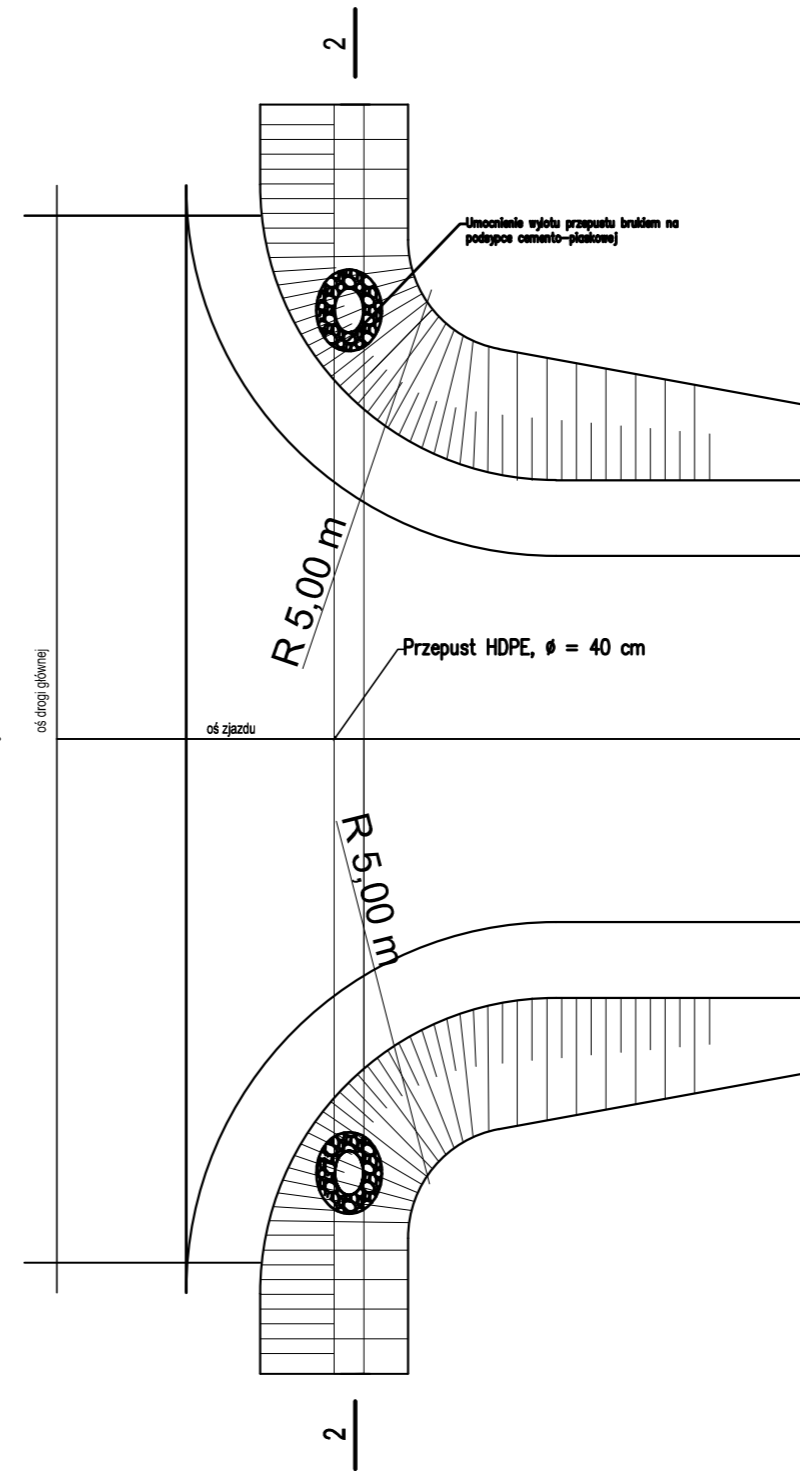 2
Umocnienie wylotu przepustu brukiem na
podsypce cemento-piaskowej
R 5,00 m
Przepust HDPE, ø = 40 cm
oś drogi głównej
oś zjazdu
R 5,00 m
2